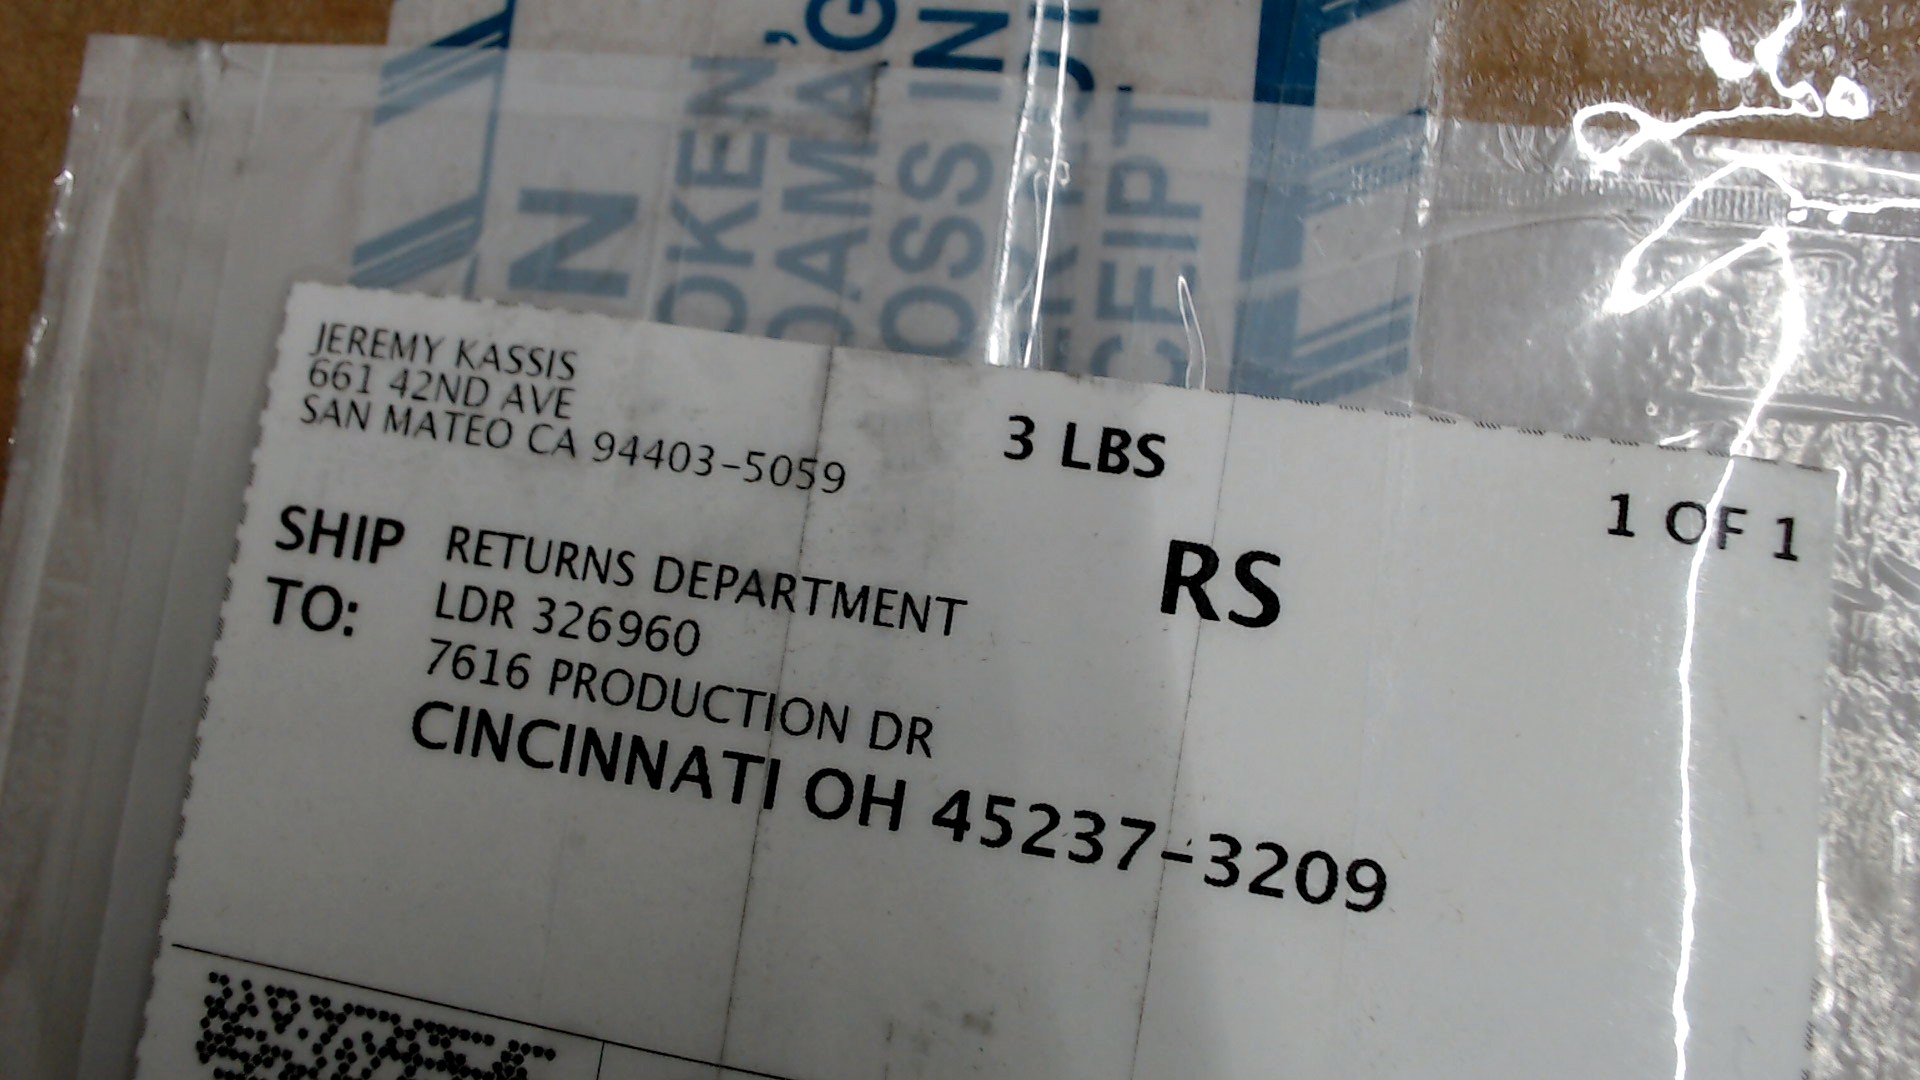 JEREMY KASSIS
661 42ND AVE
SAN MATEO CA 94403-5059
3 LBS
1 OF 1
RS
SHIP TO:
RETURNS DEPARTMENT
LDR 326960
7616 PRODUCTION DR
CINCINNATI OH 45237-3209